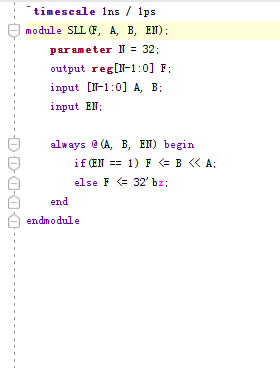 `timescale 1ns / 1ps
module SLL(F, A, B, EN);
parameter N = 32;
output reg[N-1:0] F;
input [N-1:0] A, B;
input EN;
always @(A, B, EN) begin
if(EN == 1) F <= B << A;
else F <= 32'bz;
end
endmodule